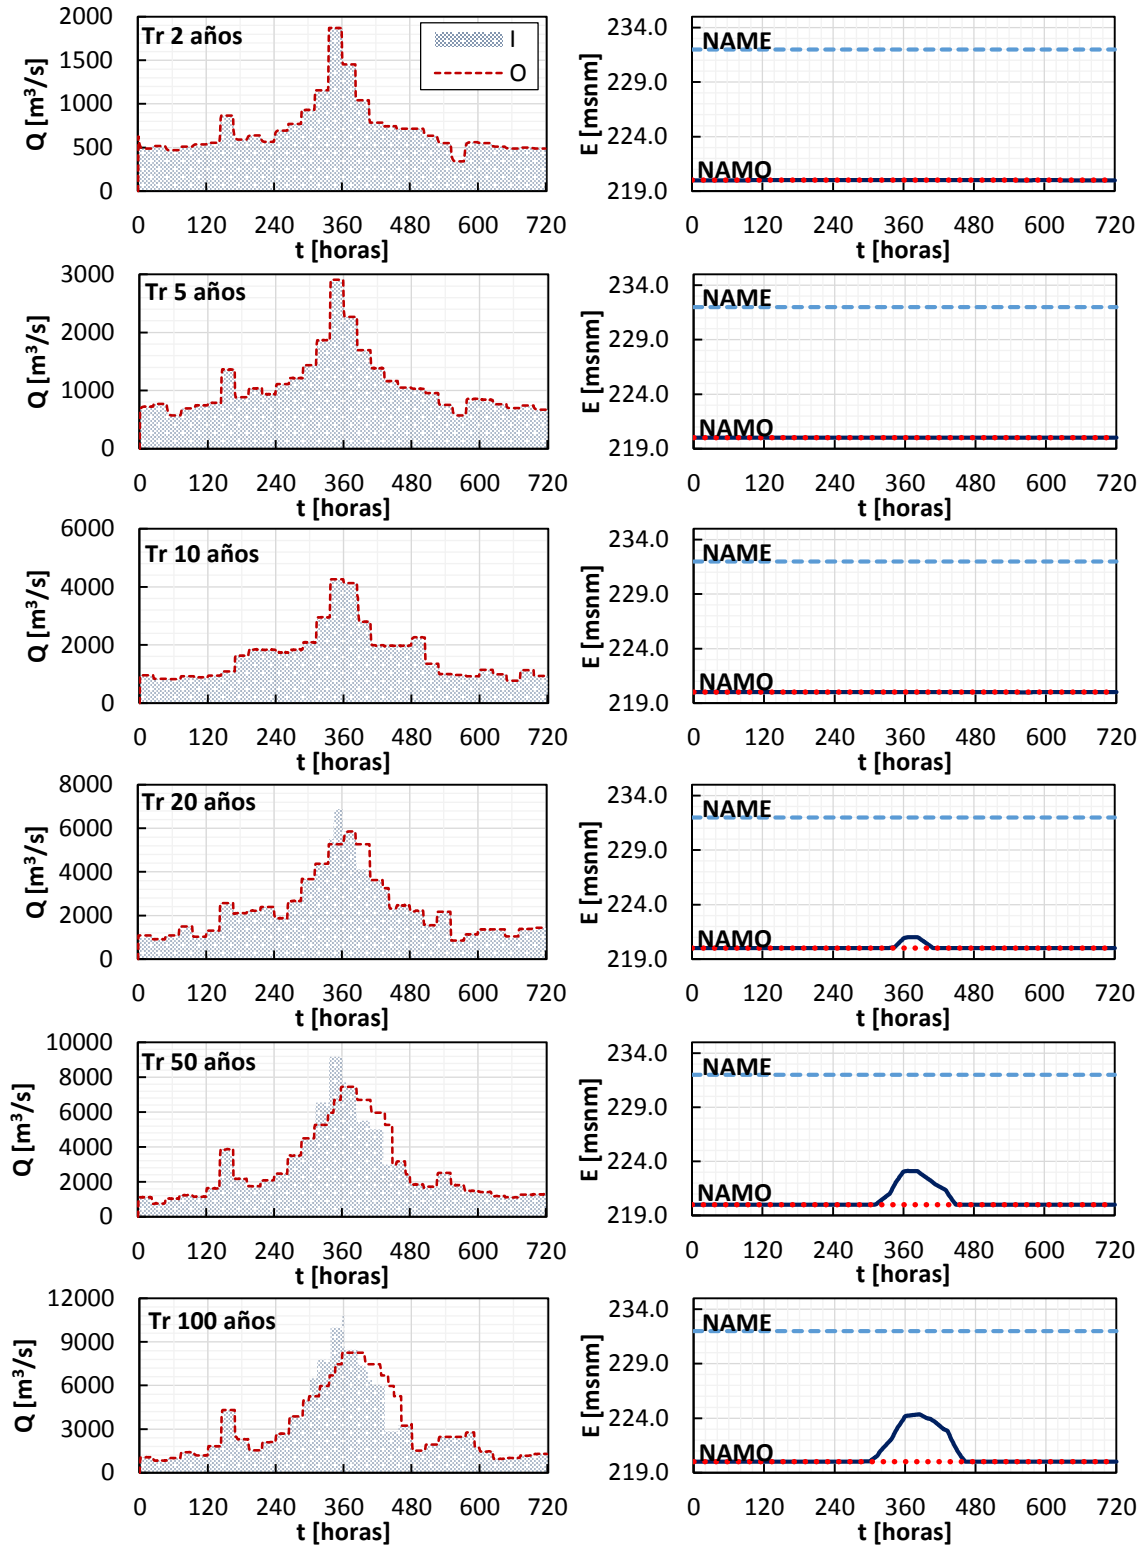 Tr 2 años
I
O
Q [m³/s]
2000
1500
1000
500
0
0 120 240 360 480 600 720
t [horas]
NAME
NAMO
E [msnm]
234.0
229.0
224.0
219.0
0 120 240 360 480 600 720
t [horas]
Tr 5 años
Q [m³/s]
3000
2000
1000
0
0 120 240 360 480 600 720
t [horas]
NAME
NAMO
E [msnm]
234.0
229.0
224.0
219.0
0 120 240 360 480 600 720
t [horas]
Tr 10 años
Q [m³/s]
6000
4000
2000
0
0 120 240 360 480 600 720
t [horas]
NAME
NAMO
E [msnm]
234.0
229.0
224.0
219.0
0 120 240 360 480 600 720
t [horas]
Tr 20 años
Q [m³/s]
8000
6000
4000
2000
0
0 120 240 360 480 600 720
t [horas]
NAME
NAMO
E [msnm]
234.0
229.0
224.0
219.0
0 120 240 360 480 600 720
t [horas]
Tr 50 años
Q [m³/s]
10000
8000
6000
4000
2000
0
0 120 240 360 480 600 720
t [horas]
NAME
NAMO
E [msnm]
234.0
229.0
224.0
219.0
0 120 240 360 480 600 720
t [horas]
Tr 100 años
Q [m³/s]
12000
9000
6000
3000
0
0 120 240 360 480 600 720
t [horas]
NAME
NAMO
E [msnm]
234.0
229.0
224.0
219.0
0 120 240 360 480 600 720
t [horas]